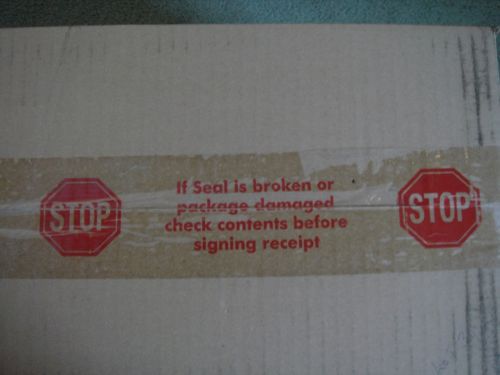 STOP
If Seal is broken or
package damaged
check contents before
signing receipt
STOP